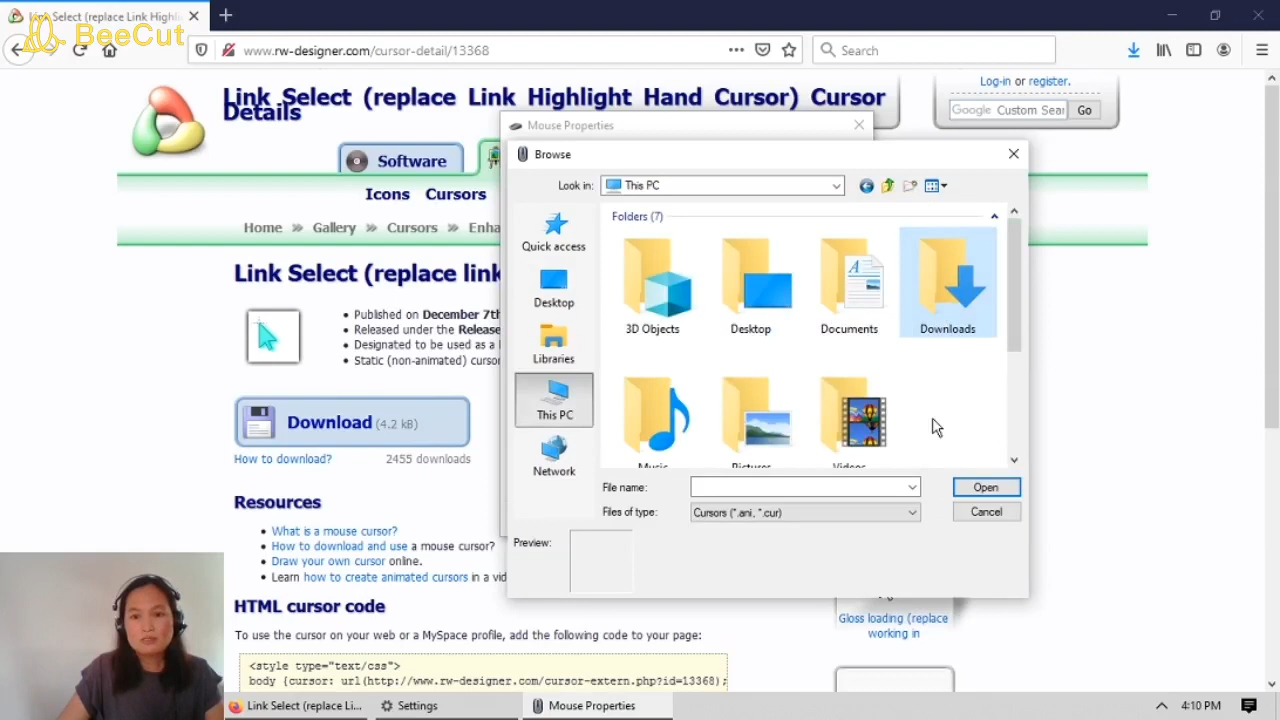 Link Select (replace Link Highlig
BeeCut
www.rw-designer.com/cursor-detail/13368
Search
Link Select (replace Link Highlight Hand Cursor) Cursor
Details
Log-in or register.
Google Custom Sear
Go
Software
Icons Cursors
Home » Gallery » Cursors » Enha
Link Select (replace link
Published on December 7th
Released under the Release
Static (non-animated) curso
Download (4.2 kB)
How to download? 2455 downloads
Resources
What is a mouse cursor?
How to download and use a mouse cursor?
Draw your own cursor online.
Learn how to create animated cursors in a vid
HTML cursor code
To use the cursor on your web or a MySpace profile, add the following code to your page:
<style type="text/css">
body {cursor: url(http://www.rw-designer.com/cursor-extern.php?id=13368);
Mouse Properties
Browse
Look in: This PC
Quick access
Desktop
Libraries
This PC
Network
Folders (7)
3D Objects
Desktop
Documents
Downloads
Music
Pictures
Videos
File name:
Open
Files of type: Cursors (*.ani, *.cur)
Cancel
Preview:
Gloss loading (replace
working in
Link Select (replace Li...
Settings
Mouse Properties
4:10 PM